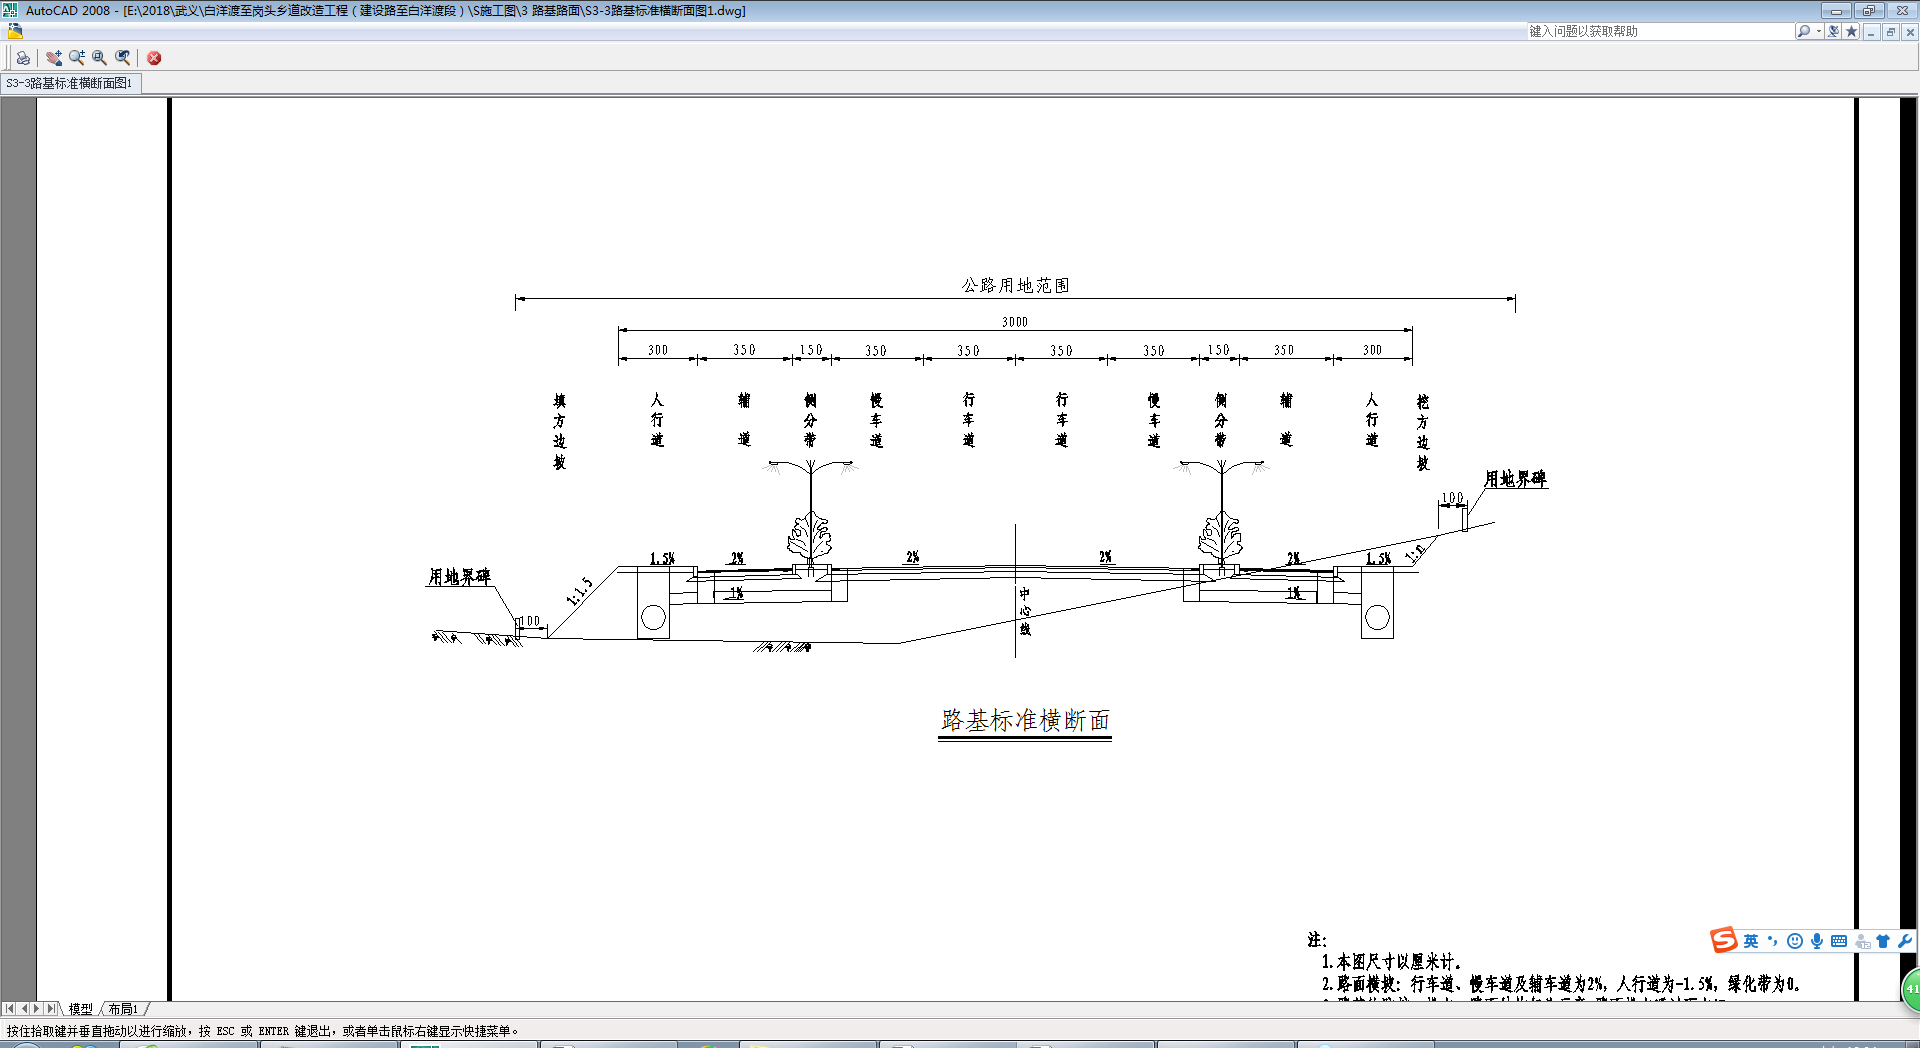 AutoCAD 2008 - [E:\2018\武义\白洋渡至岗头乡道改造工程（建设路至白洋渡段）\S施工图\3 路基路面\S3-3路基标准横断面图1.dwg]
键入问题以获取帮助
S3-3路基标准横断面图1
公路用地范围
3000
300 350 150 350 350 350 350 150 350 300
填方边坡 人行道 辅道 侧分带 慢车道 行车道 行车道 慢车道 侧分带 辅道 人行道 挖方边坡
用地界碑
100
1.5% 2% 2% 2% 2% 1.5% 1:n
用地界碑
1:1.5
1% 1%
100
中心线
路基标准横断面
注：
1.本图尺寸以厘米计。
2.路面横坡：行车道、慢车道及辅车道为2%，人行道为-1.5%，绿化带为0。
英
41
模型 布局1
按住拾取键并垂直拖动以进行缩放，按 ESC 或 ENTER 键退出，或者单击鼠标右键显示快捷菜单。